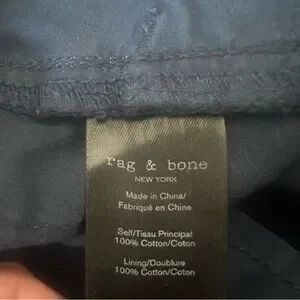 rag & bone
NEW YORK
Made in China/
Fabriqué en Chine
Self/Tissu Principal
100% Cotton/Coton
Lining/Doublure
100% Cotton/Coton